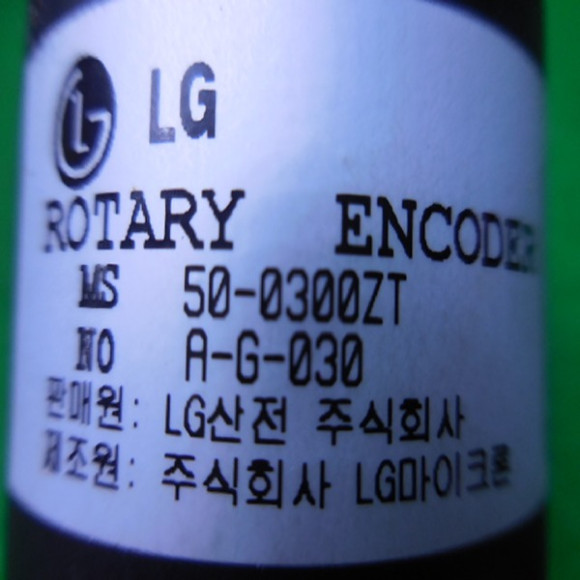 LG
ROTARY ENCODER
MS 50-0300ZT
NO A-G-030
판매원: LG산전 주식회사
제조원: 주식회사 LG마이크론